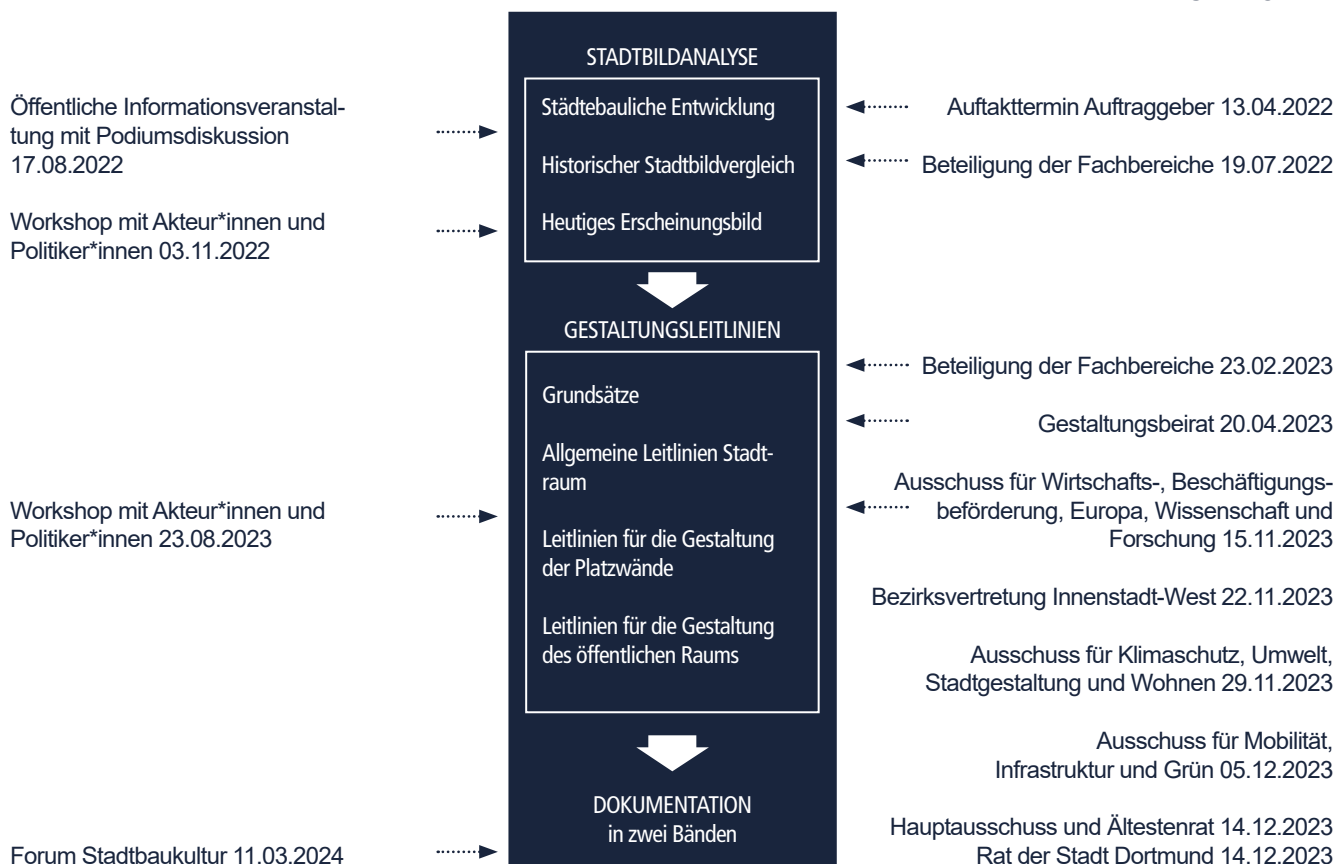 STADTBILDANALYSE
Städtebauliche Entwicklung
Historischer Stadtbildvergleich
Heutiges Erscheinungsbild
GESTALTUNGSLEITLINIEN
Grundsätze
Allgemeine Leitlinien Stadt-
raum
Leitlinien für die Gestaltung
der Platzwände
Leitlinien für die Gestaltung
des öffentlichen Raums
DOKUMENTATION
in zwei Bänden
Öffentliche Informationsveranstal-
tung mit Podiumsdiskussion
17.08.2022
Workshop mit Akteur*innen und
Politiker*innen 03.11.2022
Workshop mit Akteur*innen und
Politiker*innen 23.08.2023
Forum Stadtbaukultur 11.03.2024
Auftakttermin Auftraggeber 13.04.2022
Beteiligung der Fachbereiche 19.07.2022
Beteiligung der Fachbereiche 23.02.2023
Gestaltungsbeirat 20.04.2023
Ausschuss für Wirtschafts-, Beschäftigungs-
beförderung, Europa, Wissenschaft und
Forschung 15.11.2023
Bezirksvertretung Innenstadt-West 22.11.2023
Ausschuss für Klimaschutz, Umwelt,
Stadtgestaltung und Wohnen 29.11.2023
Ausschuss für Mobilität,
Infrastruktur und Grün 05.12.2023
Hauptausschuss und Ältestenrat 14.12.2023
Rat der Stadt Dortmund 14.12.2023